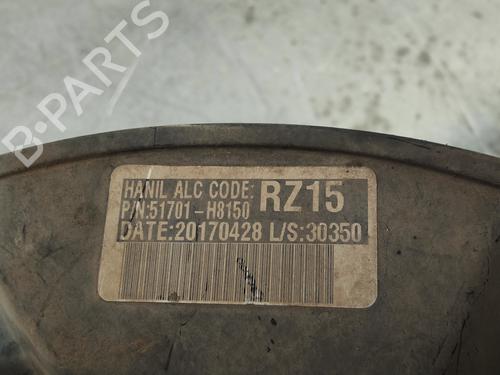 B-PARTS
HANIL ALC CODE: RZ15
P/N:51701-H8150
DATE:20170428 L/S:30350